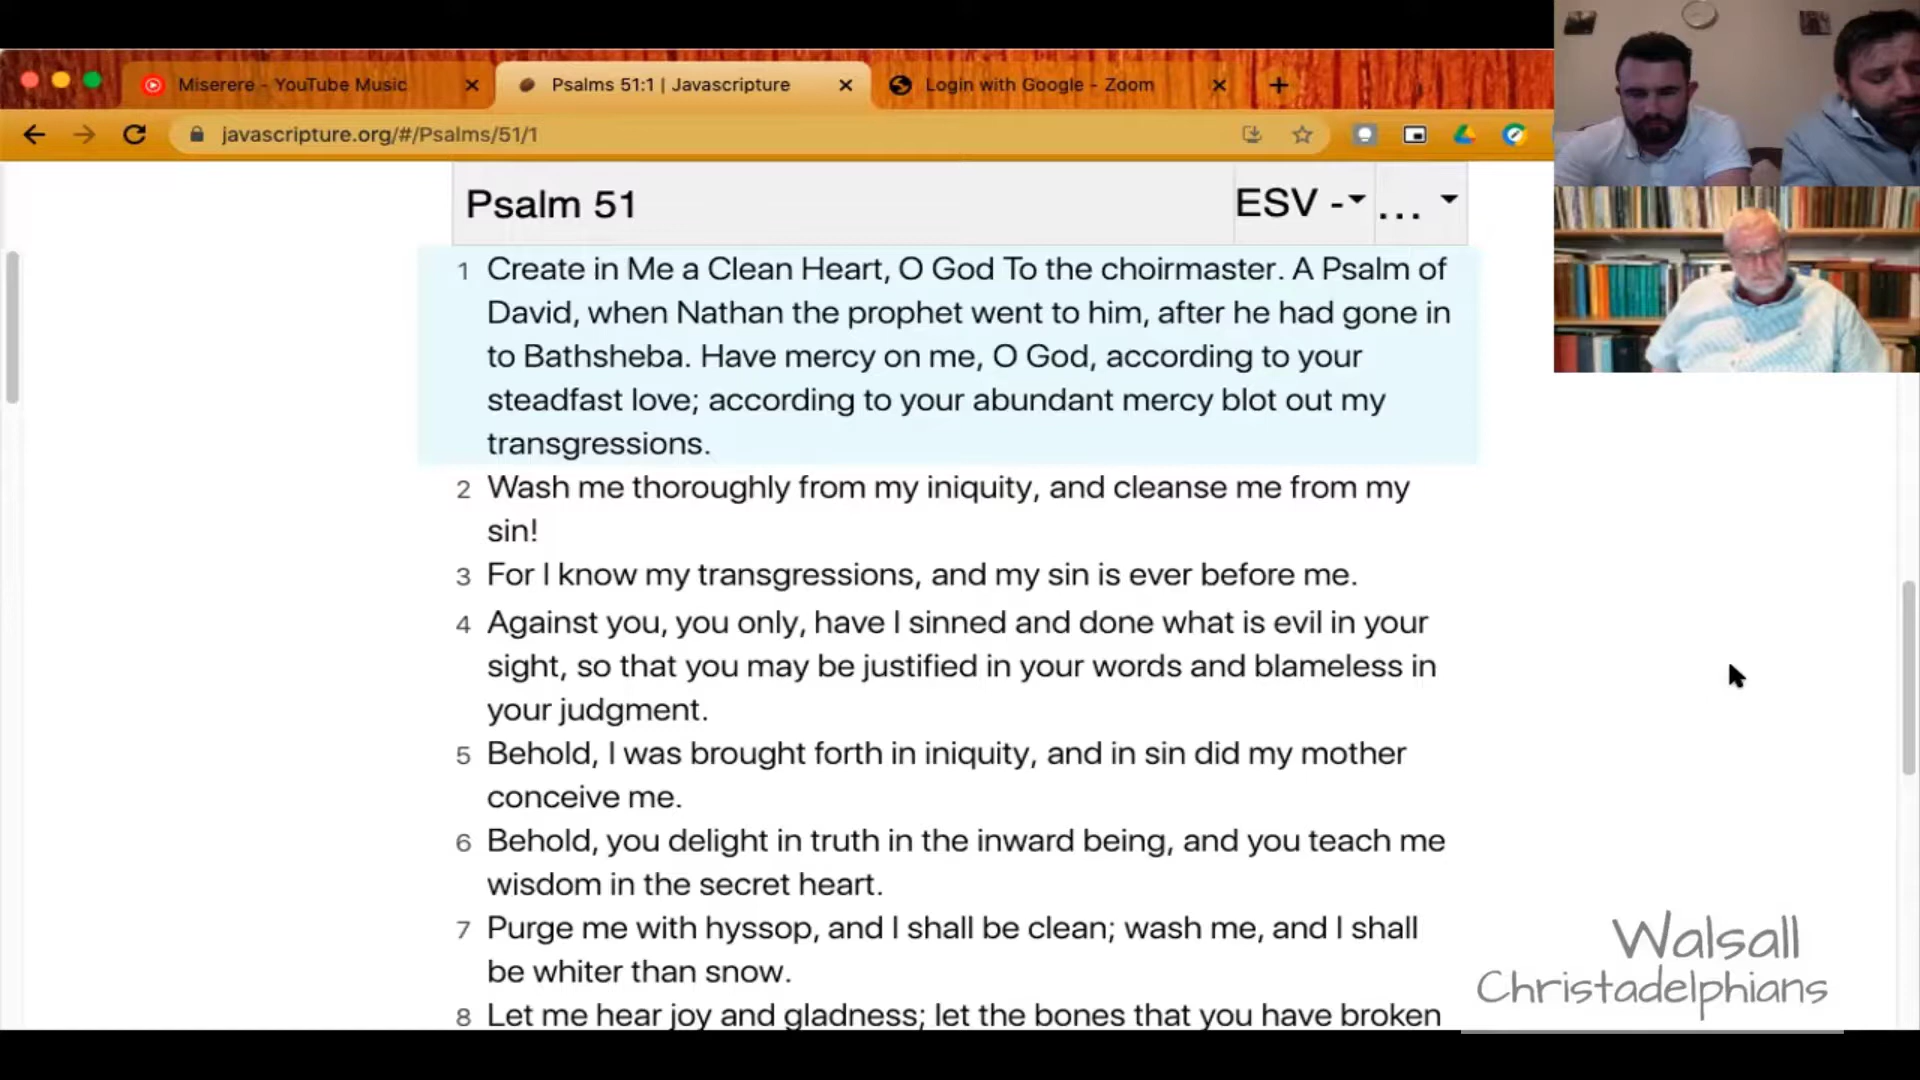 Miserere - YouTube Music
Psalms 51:1 | Javascripture
Login with Google - Zoom
javascripture.org/#/Psalms/51/1
Psalm 51
ESV -
...
1 Create in Me a Clean Heart, O God To the choirmaster. A Psalm of
David, when Nathan the prophet went to him, after he had gone in
to Bathsheba. Have mercy on me, O God, according to your
steadfast love; according to your abundant mercy blot out my
transgressions.
2 Wash me thoroughly from my iniquity, and cleanse me from my
sin!
3 For I know my transgressions, and my sin is ever before me.
4 Against you, you only, have I sinned and done what is evil in your
sight, so that you may be justified in your words and blameless in
your judgment.
5 Behold, I was brought forth in iniquity, and in sin did my mother
conceive me.
6 Behold, you delight in truth in the inward being, and you teach me
wisdom in the secret heart.
7 Purge me with hyssop, and I shall be clean; wash me, and I shall
be whiter than snow.
8 Let me hear joy and gladness; let the bones that you have broken
Walsall
Christadelphians